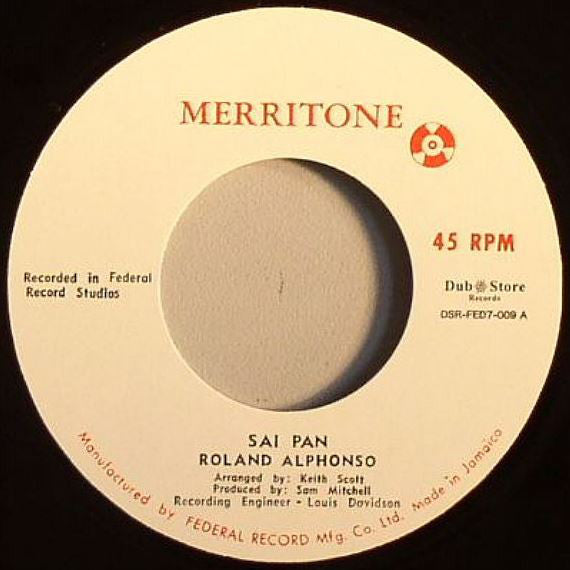 MERRITONE
45 RPM
Recorded in Federal
Record Studios
Dub Store
Records
DSR-FED7-009 A
SAI PAN
ROLAND ALPHONSO
Arranged by: Keith Scott
Produced by: Sam Mitchell
Recording Engineer - Louis Davidson
Manufactured by FEDERAL RECORD Mfg. Co. Ltd. Made in Jamaica